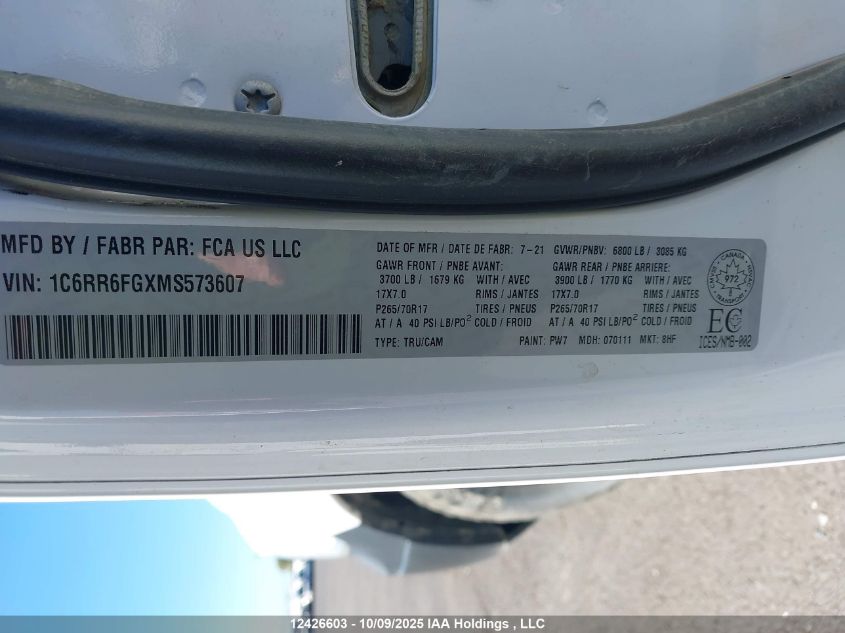 MFD BY / FABR PAR: FCA US LLC
VIN: 1C6RR6FGXMS573607
DATE OF MFR / DATE DE FABR: 7-21 GVWR/PNBV: 6800 LB / 3085 KG
GAWR FRONT / PNBE AVANT: GAWR REAR / PNBE ARRIERE:
3700 LB / 1679 KG WITH / AVEC 3900 LB / 1770 KG WITH / AVEC
17X7.0 RIMS / JANTES 17X7.0 RIMS / JANTES
P265/70R17 TIRES / PNEUS P265/70R17 TIRES / PNEUS
AT / A 40 PSI LB/PO² COLD / FROID AT / A 40 PSI LB/PO² COLD / FROID
TYPE: TRU/CAM PAINT: PW7 MDH: 070111 MKT: 8HF
CANADA
972
TRANSPORT
EC
ICES/NMB-002
12426603 - 10/09/2025 IAA Holdings , LLC